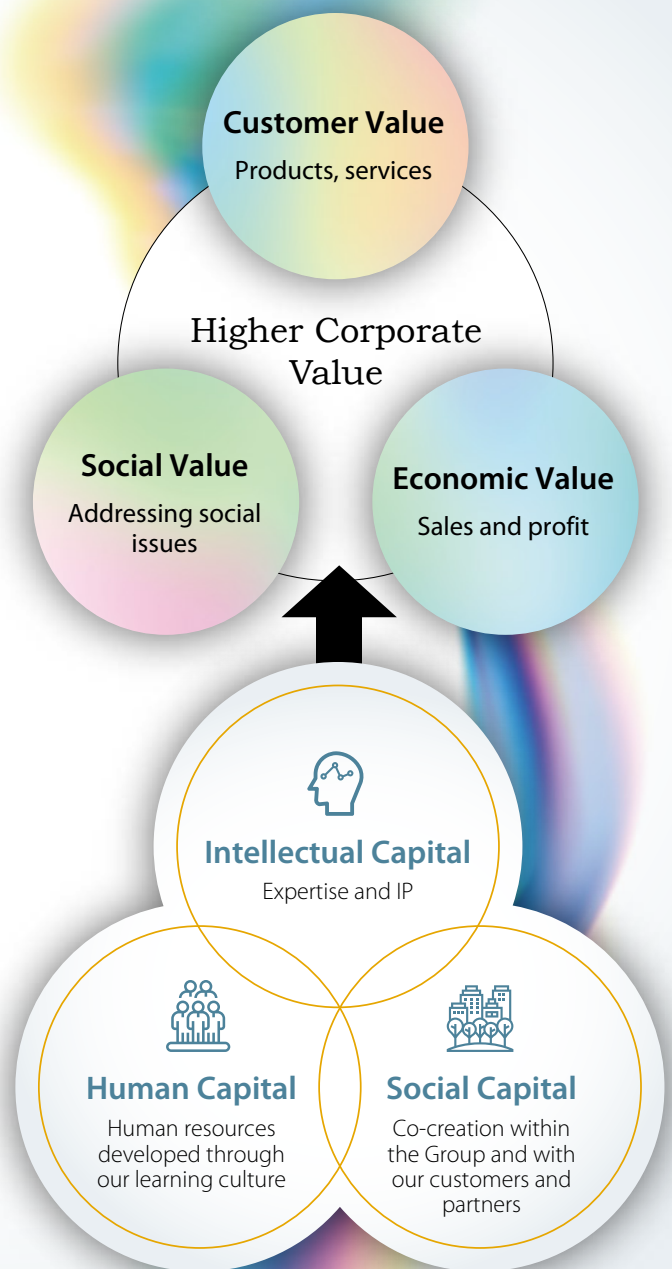 Customer Value
Products, services
Higher Corporate
Value
Social Value
Addressing social
issues
Economic Value
Sales and profit
Intellectual Capital
Expertise and IP
Human Capital
Human resources
developed through
our learning culture
Social Capital
Co-creation within
the Group and with
our customers and
partners